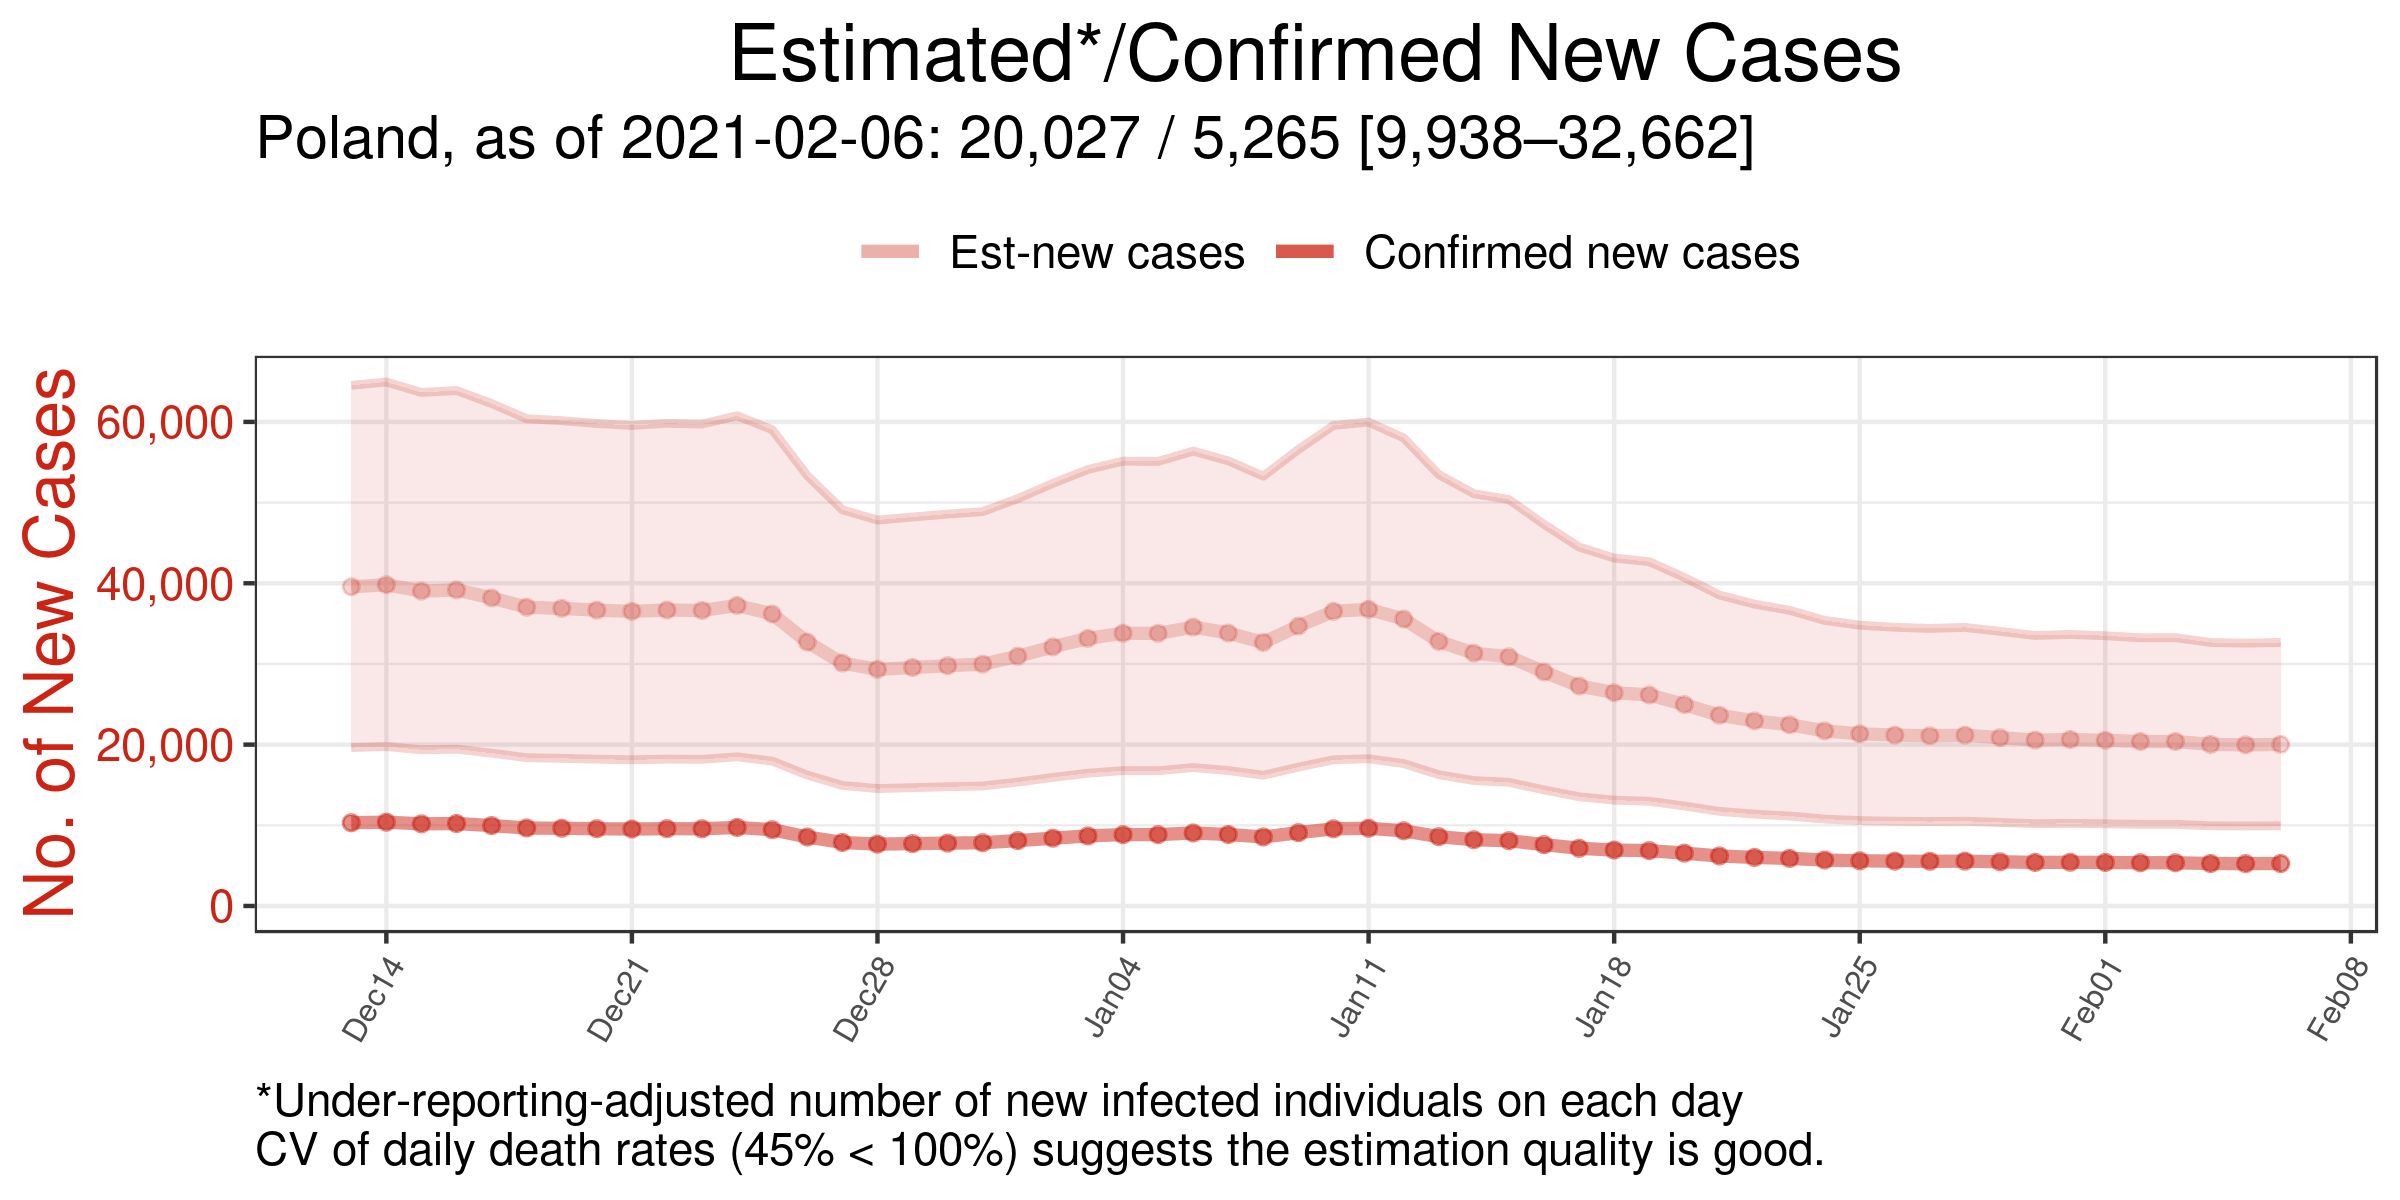 Estimated*/Confirmed New Cases
Poland, as of 2021-02-06: 20,027 / 5,265 [9,938–32,662]
Est-new cases
Confirmed new cases
No. of New Cases
60,000
40,000
20,000
0
Dec14
Dec21
Dec28
Jan04
Jan11
Jan18
Jan25
Feb01
Feb08
*Under-reporting-adjusted number of new infected individuals on each day
CV of daily death rates (45% < 100%) suggests the estimation quality is good.